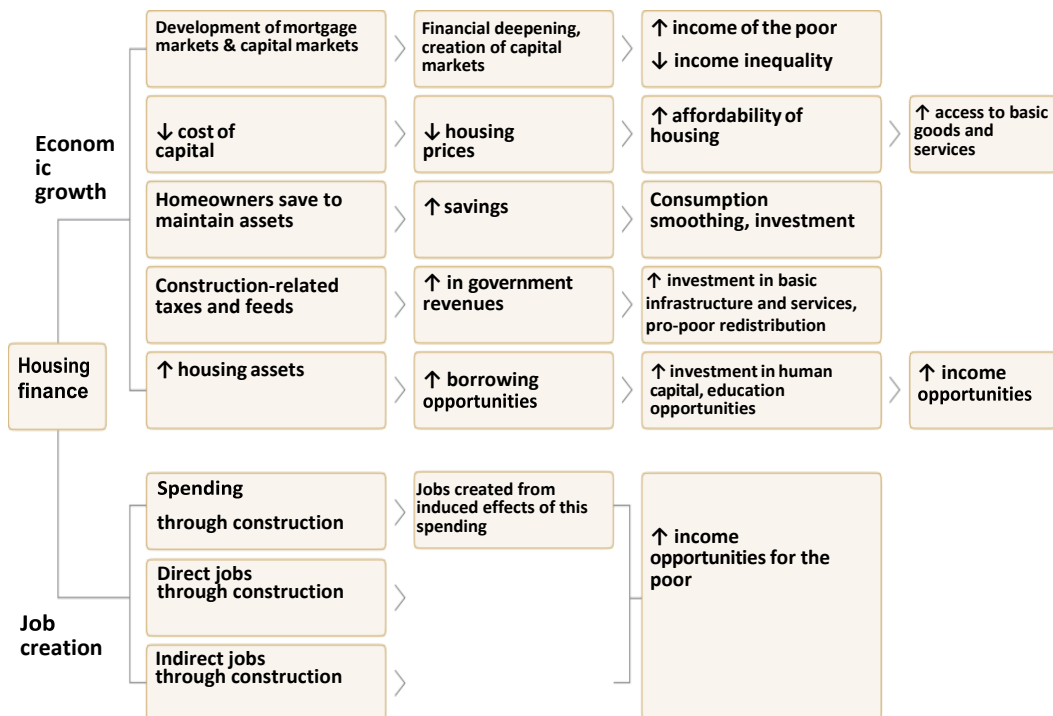 Development of mortgage
markets & capital markets
Financial deepening,
creation of capital
markets
↑ income of the poor
↓ income inequality
Econom
ic
growth
↓ cost of
capital
↓ housing
prices
↑ affordability of
housing
↑ access to basic
goods and
services
Homeowners save to
maintain assets
↑ savings
Consumption
smoothing, investment
Construction-related
taxes and feeds
↑ in government
revenues
↑ investment in basic
infrastructure and services,
pro-poor redistribution
Housing
finance
↑ housing assets
↑ borrowing
opportunities
↑ investment in human
capital, education
opportunities
↑ income
opportunities
Spending
through construction
Jobs created from
induced effects of this
spending
↑ income
opportunities for the
poor
Direct jobs
through construction
Job
creation
Indirect jobs
through construction